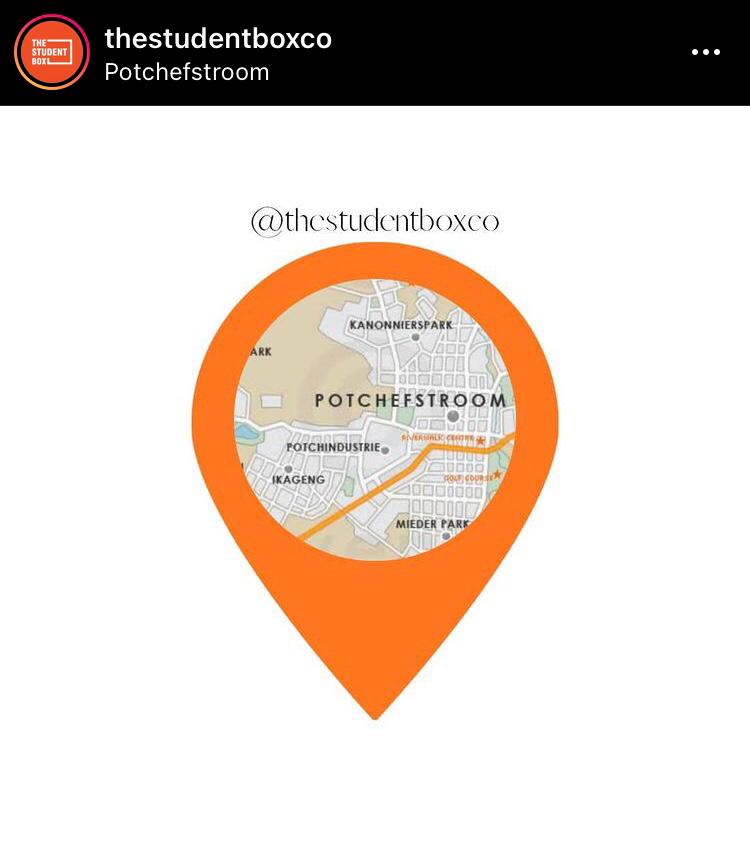 THE
STUDENT
BOX
thestudentboxco
Potchefstroom
@thestudentboxco
KANONNIERSPARK
ARK
POTCHEFSTROOM
RIVERWALK CENTRE
POTCHINDUSTRIE
IKAGENG
GOLF COURSE
MIEDER PARK